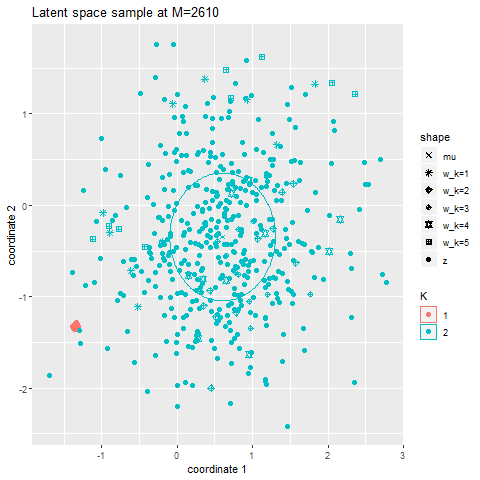 Latent space sample at M=2610
coordinate 2
1
0
-1
-2
-1
0
1
2
3
coordinate 1
shape
mu
w_k=1
w_k=2
w_k=3
w_k=4
w_k=5
z
K
1
2